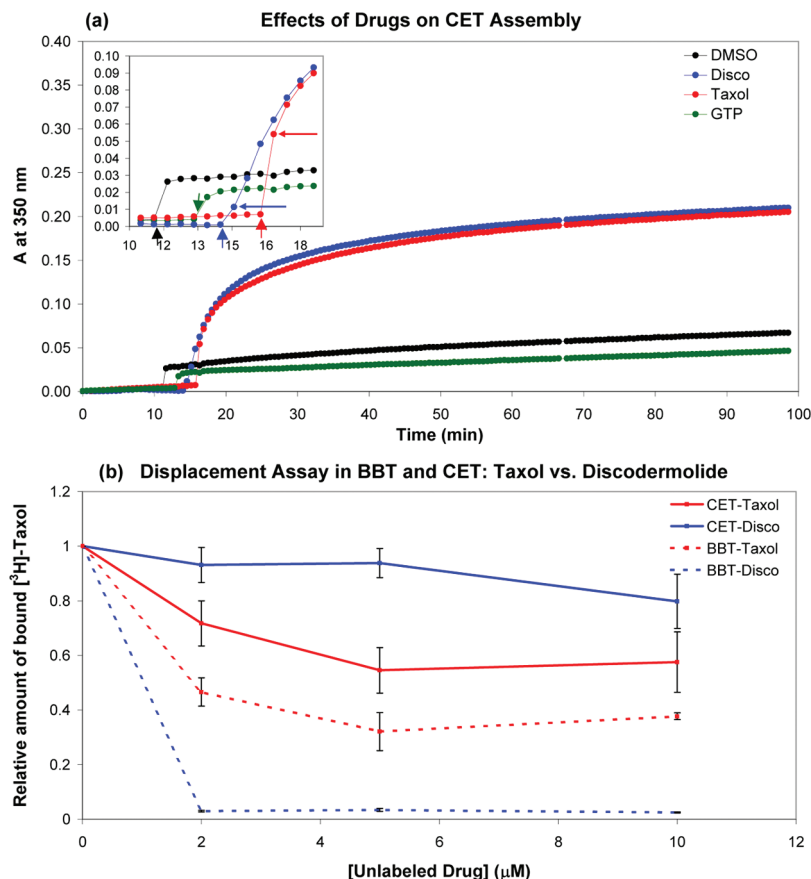 (a) Effects of Drugs on CET Assembly
A at 350 nm
0.40
0.35
0.30
0.25
0.20
0.15
0.10
0.05
0.00
0.10
0.09
0.08
0.07
0.06
0.05
0.04
0.03
0.02
0.01
0.00
10 12 13 15 16 18
DMSO
Disco
Taxol
GTP
0 10 20 30 40 50 60 70 80 90 100
Time (min)
(b) Displacement Assay in BBT and CET: Taxol vs. Discodermolide
Relative amount of bound [³H]-Taxol
1.2
1
0.8
0.6
0.4
0.2
0
CET-Taxol
CET-Disco
BBT-Taxol
BBT-Disco
0 2 4 6 8 10 12
[Unlabeled Drug] (μM)